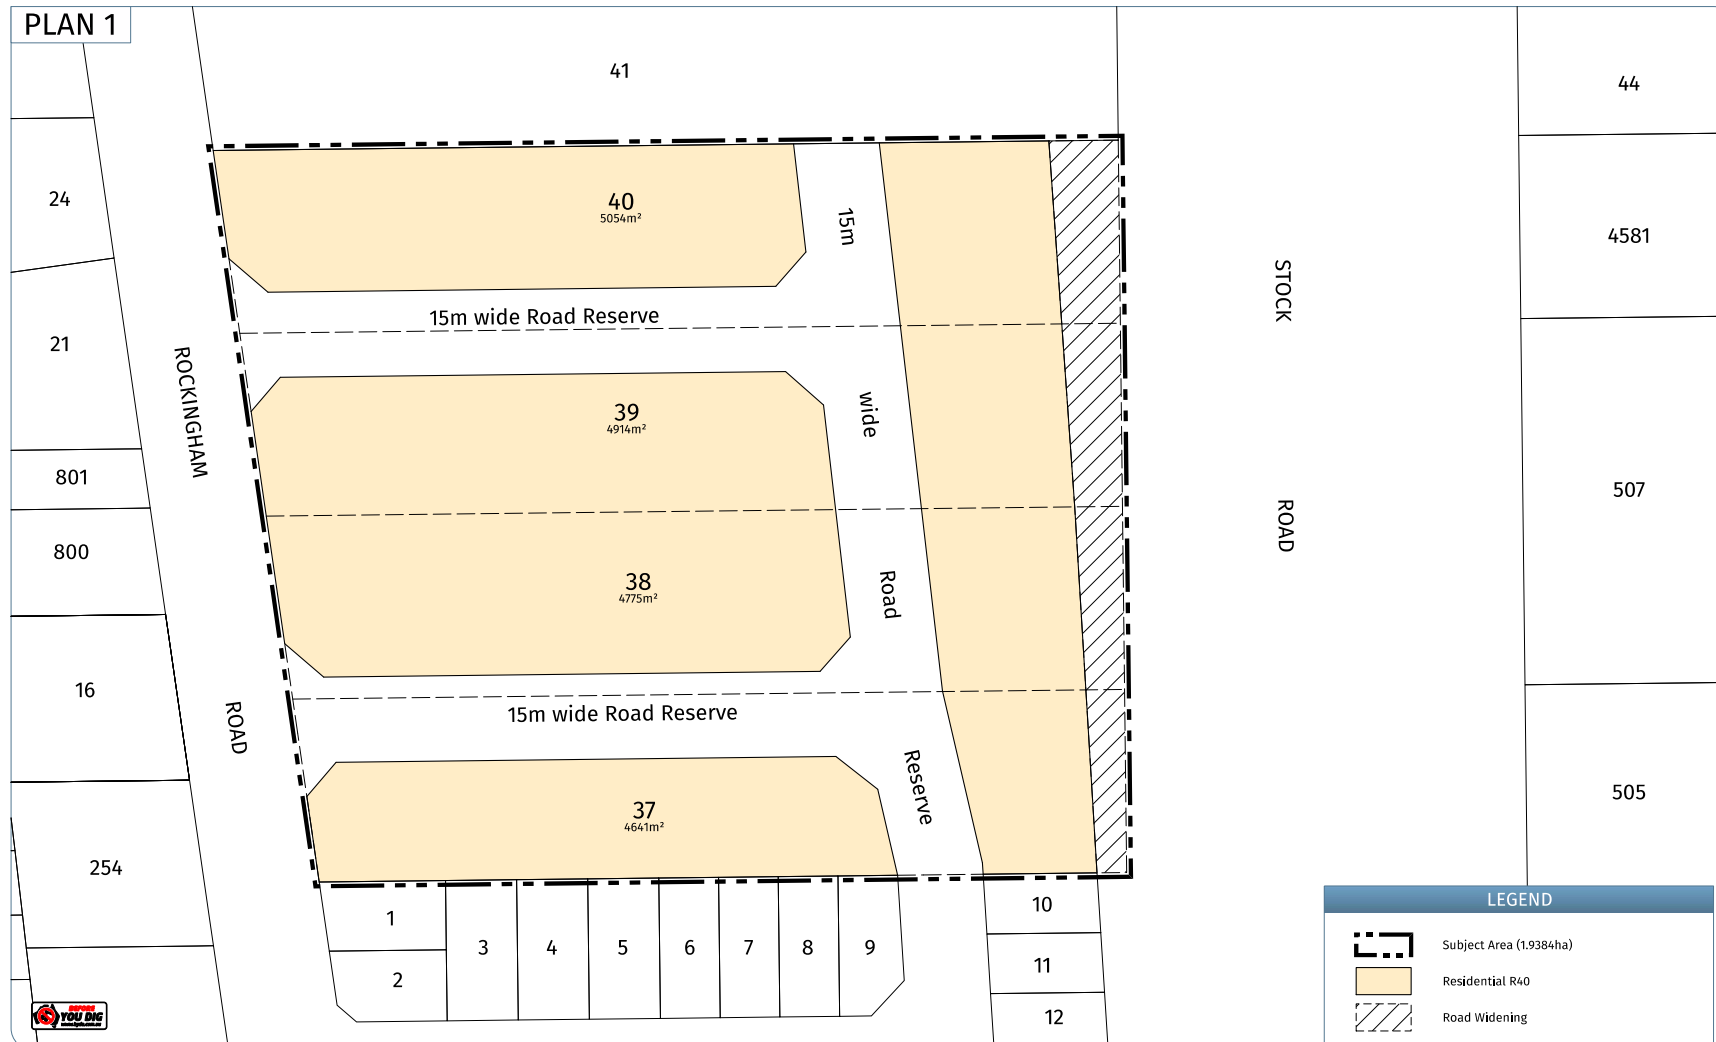 PLAN 1
41
44
24
40
5054m²
15m
4581
STOCK
15m wide Road Reserve
21
ROCKINGHAM
39
4914m²
wide
801
507
ROAD
800
38
4775m²
Road
16
ROAD
15m wide Road Reserve
Reserve
37
4641m²
505
254
1
2
3
4
5
6
7
8
9
10
11
12
LEGEND
Subject Area (1.9384ha)
Residential R40
Road Widening
BEFORE
YOU DIG